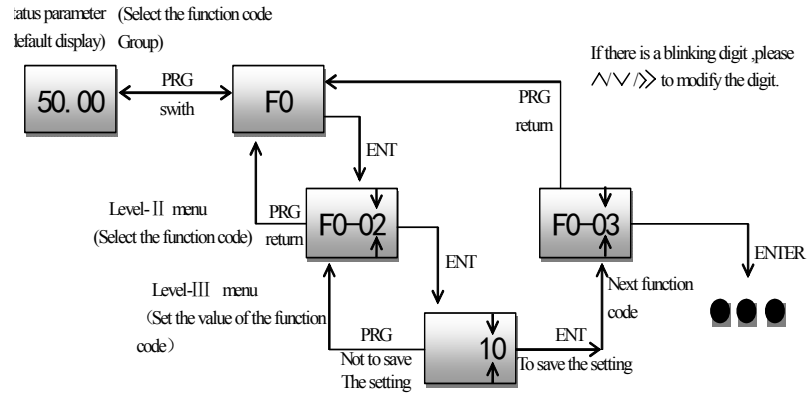 parameter (Select the function code
display) Group)
If there is a blinking digit ,please
∧/∨/≫ to modify the digit.
50.00
PRG
swith
F0
PRG
return
ENT
Level-Ⅱ menu
(Select the function code)
PRG
return
F0-02
F0-03
ENT
ENTER
Level-Ⅲ menu
(Set the value of the function
code)
PRG
Not to save
The setting
10
ENT
To save the setting
Next function
code